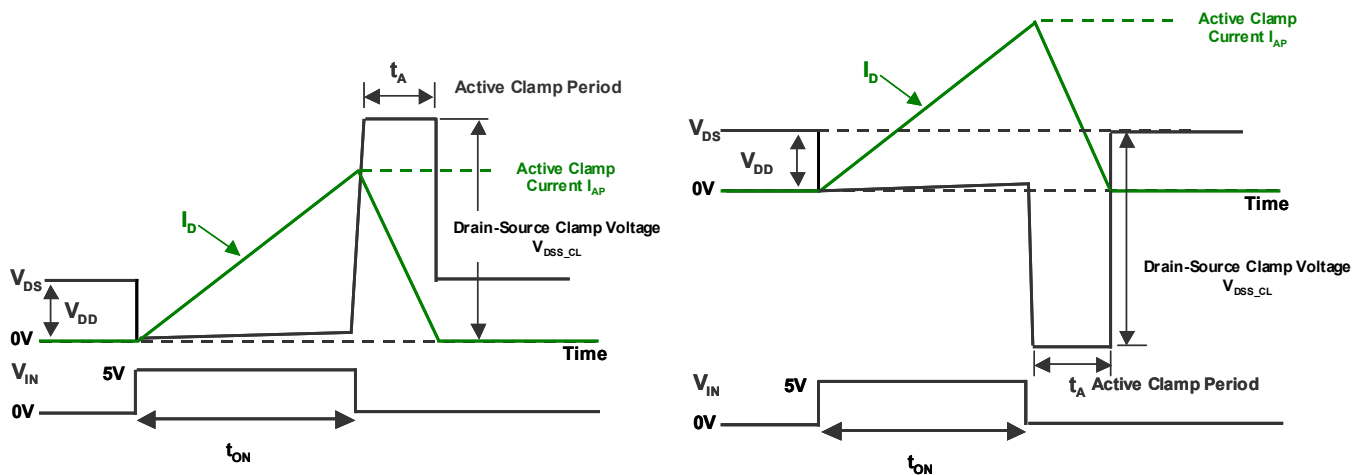 t_A
Active Clamp Period
Active Clamp
Current I_AP
I_D
Drain-Source Clamp Voltage
V_DSS_CL
V_DS
V_DD
0V
Time
V_IN
5V
0V
t_ON
Active Clamp
Current I_AP
I_D
V_DS
V_DD
0V
Time
Drain-Source Clamp Voltage
V_DSS_CL
t_A Active Clamp Period
V_IN
5V
0V
t_ON